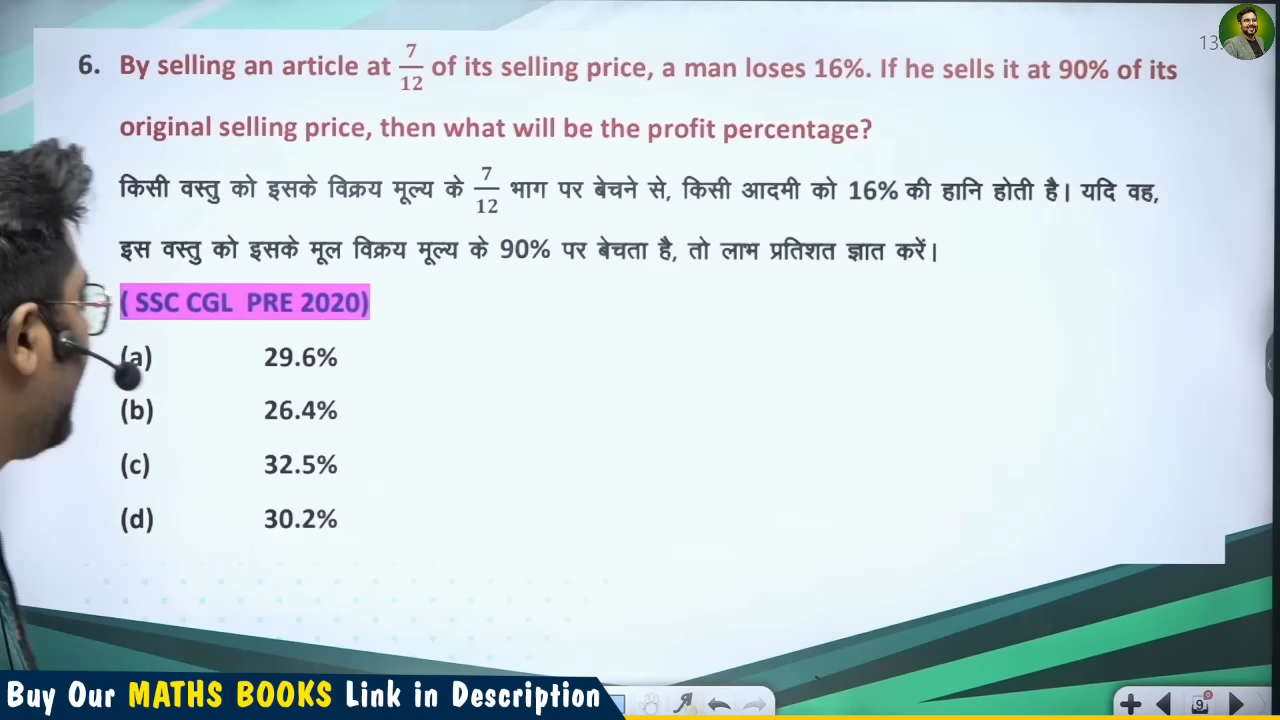 13.
6. By selling an article at 7/12 of its selling price, a man loses 16%. If he sells it at 90% of its
original selling price, then what will be the profit percentage?
किसी वस्तु को इसके विक्रय मूल्य के 7/12 भाग पर बेचने से, किसी आदमी को 16% की हानि होती है। यदि वह,
इस वस्तु को इसके मूल विक्रय मूल्य के 90% पर बेचता है, तो लाभ प्रतिशत ज्ञात करें।
( SSC CGL PRE 2020)
(a) 29.6%
(b) 26.4%
(c) 32.5%
(d) 30.2%
Buy Our MATHS BOOKS Link in Description
9